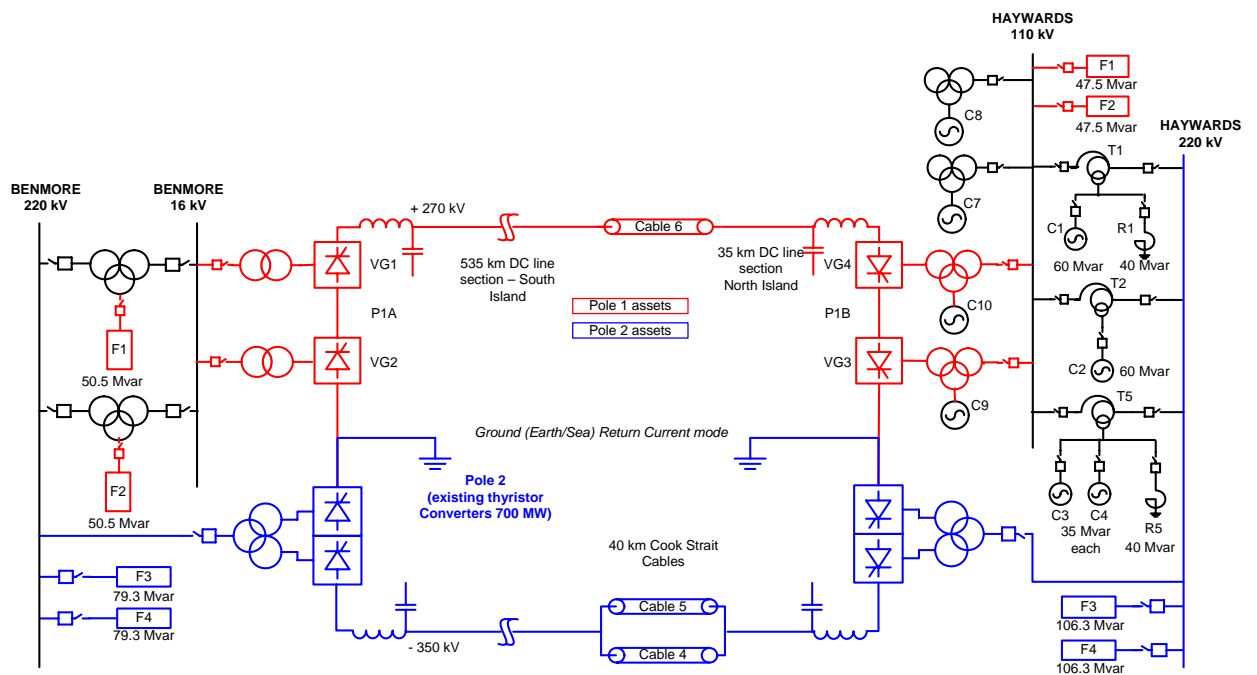 HAYWARDS
110 kV
F1
47.5 Mvar
F2
47.5 Mvar
C8
HAYWARDS
220 kV
T1
C7
C1
R1
60 Mvar
40 Mvar
T2
C2
60 Mvar
T5
C3
C4
35 Mvar
each
R5
40 Mvar
BENMORE
220 kV
BENMORE
16 kV
+ 270 kV
Cable 6
VG1
535 km DC line
section – South
Island
35 km DC line
section
North Island
VG4
C10
Pole 1 assets
Pole 2 assets
P1A
P1B
VG2
VG3
C9
F1
50.5 Mvar
F2
50.5 Mvar
Ground (Earth/Sea) Return Current mode
Pole 2
(existing thyristor
Converters 700 MW)
40 km Cook Strait
Cables
F3
79.3 Mvar
F4
79.3 Mvar
Cable 5
Cable 4
- 350 kV
F3
106.3 Mvar
F4
106.3 Mvar